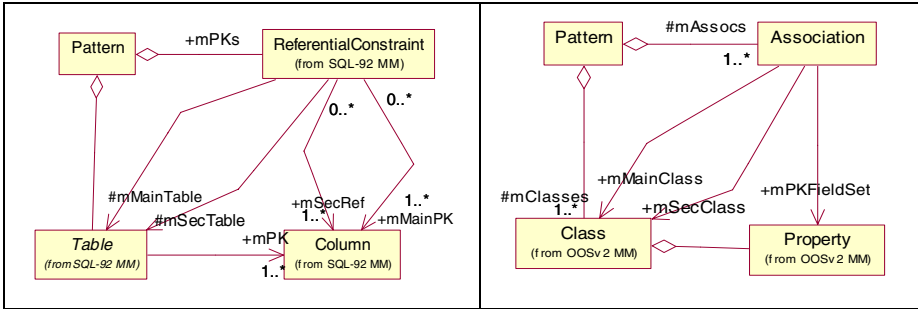 Pattern
+mPKs
ReferentialConstraint
(from SQL-92 MM)
0..*
0..*
#mMainTable
#mSecTable
+mSecRef
1..*
1..*
+mMainPK
Table
(from SQL-92 MM)
+mPK
1..*
Column
(from SQL-92 MM)
Pattern
#mAssocs
1..*
Association
+mMainClass
+mPKFieldSet
#mClasses
1..*
+mSecClass
Class
(from OOSv2 MM)
Property
(from OOSv2 MM)